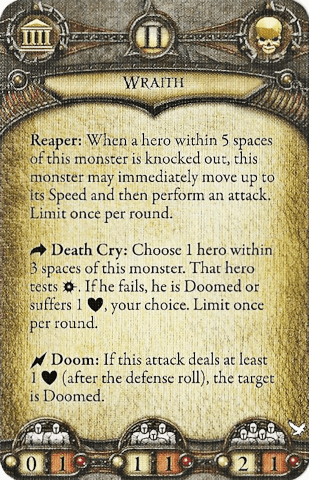 II
WRAITH
Reaper: When a hero within 5 spaces
of this monster is knocked out, this
monster may immediately move up to
its Speed and then perform an attack.
Limit once per round.
Death Cry: Choose 1 hero within
3 spaces of this monster. That hero
tests . If he fails, he is Doomed or
suffers 1 , your choice. Limit once
per round.
Doom: If this attack deals at least
1 (after the defense roll), the target
is Doomed.
0 1 1 1 2 1